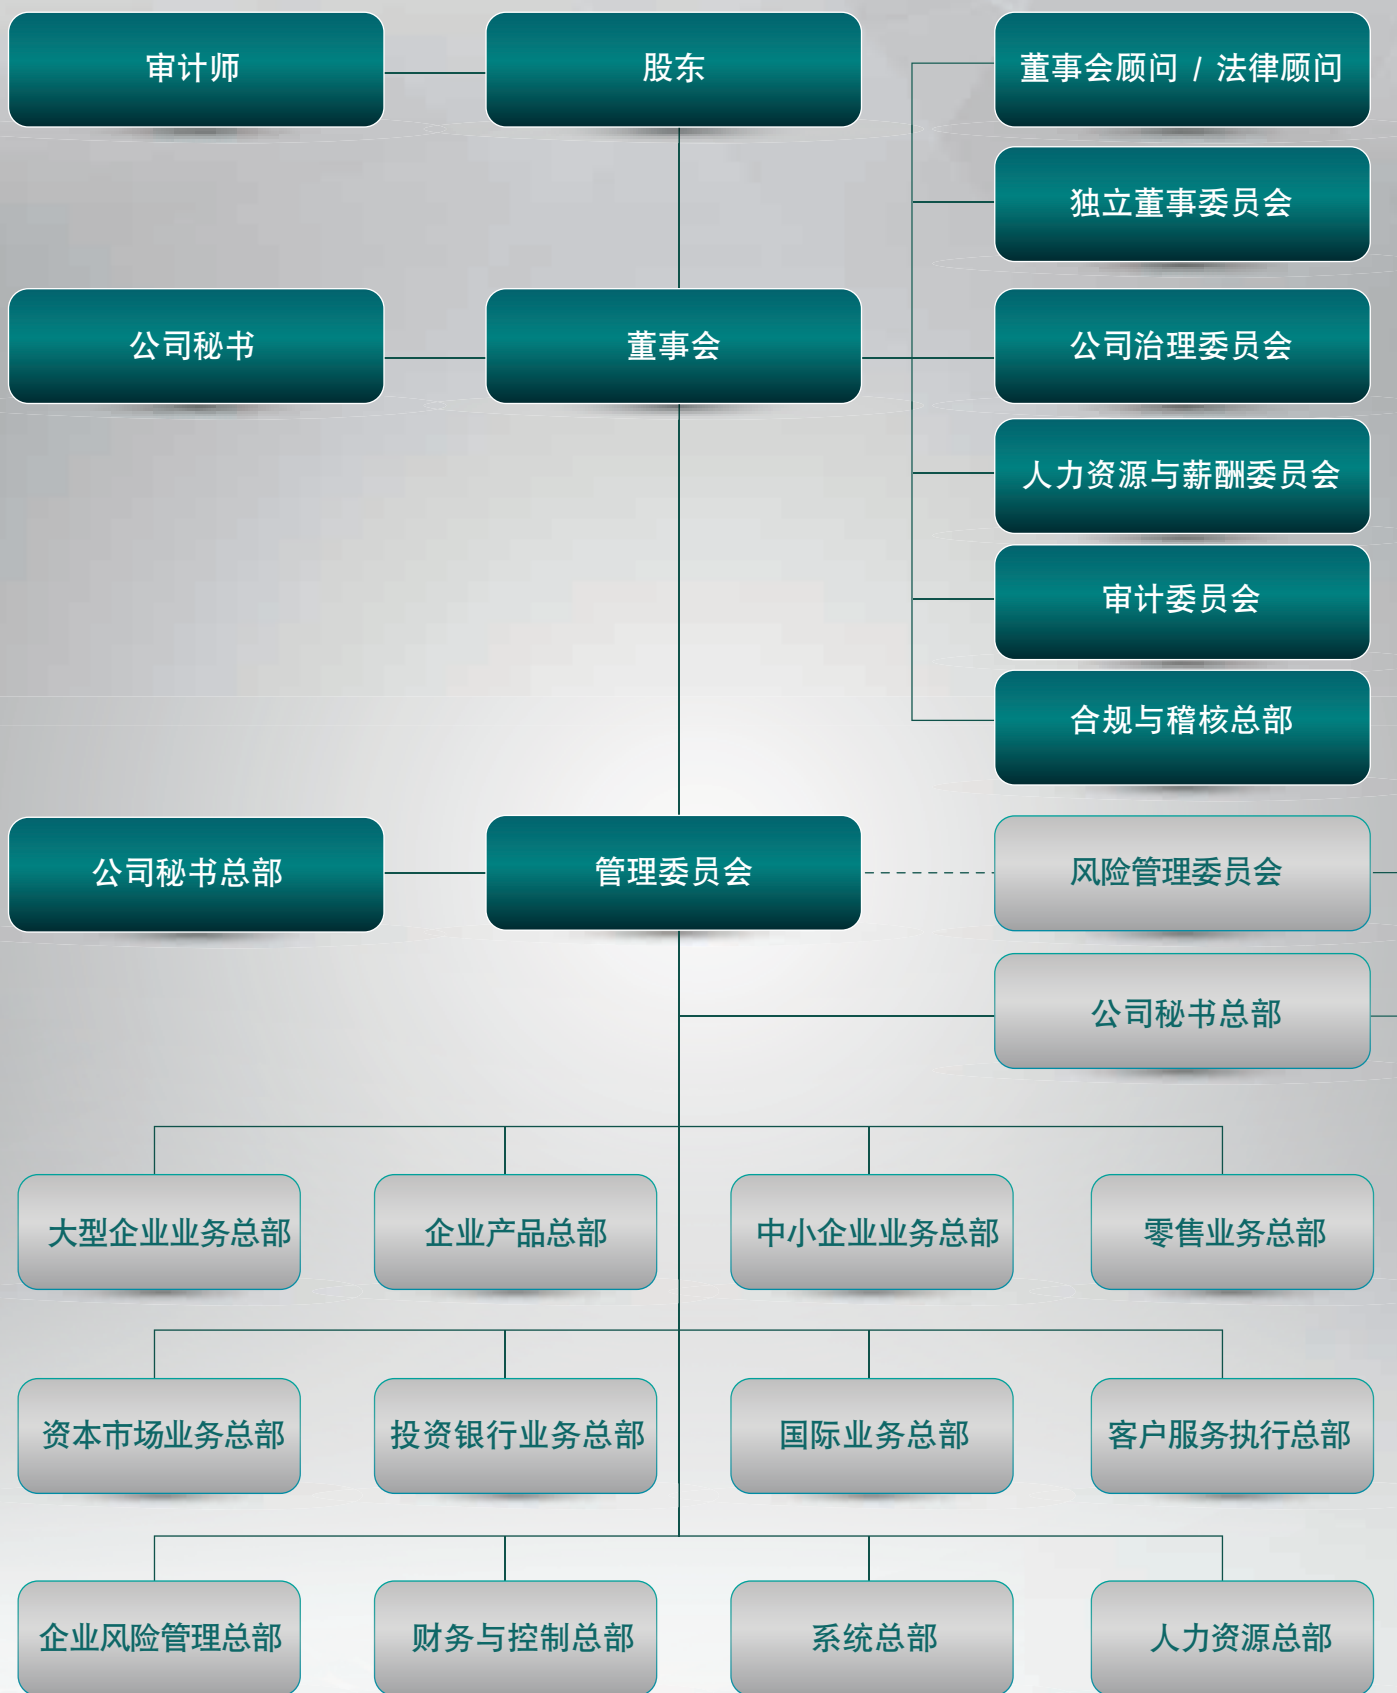 审计师
股东
董事会顾问 / 法律顾问
独立董事委员会
公司秘书
董事会
公司治理委员会
人力资源与薪酬委员会
审计委员会
合规与稽核总部
公司秘书总部
管理委员会
风险管理委员会
公司秘书总部
大型企业业务总部
企业产品总部
中小企业业务总部
零售业务总部
资本市场业务总部
投资银行业务总部
国际业务总部
客户服务执行总部
企业风险管理总部
财务与控制总部
系统总部
人力资源总部